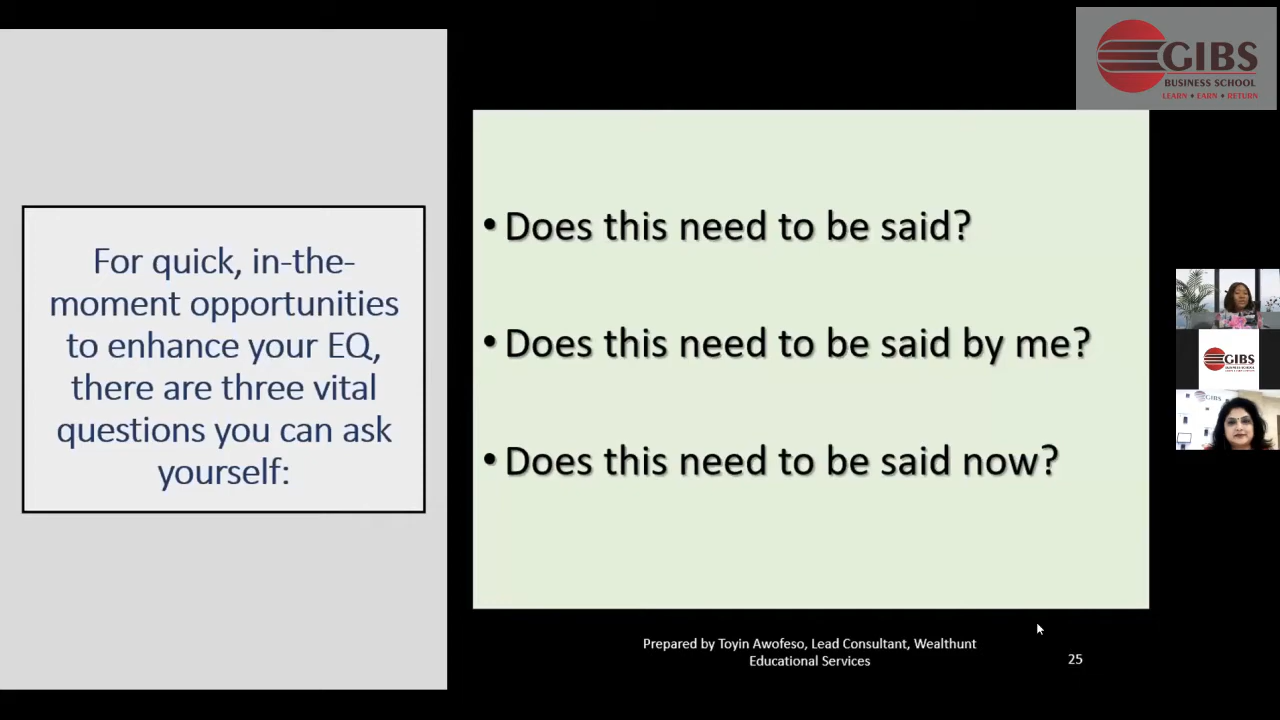 GIBS
BUSINESS SCHOOL
LEARN • EARN • RETURN
For quick, in-the-
moment opportunities
to enhance your EQ,
there are three vital
questions you can ask
yourself:
• Does this need to be said?
• Does this need to be said by me?
• Does this need to be said now?
GIBS
BUSINESS SCHOOL
GIBS
Prepared by Toyin Awofeso, Lead Consultant, Wealthunt
Educational Services
25